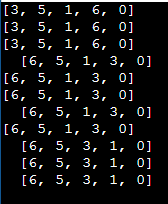 [3, 5, 1, 6, 0]
[3, 5, 1, 6, 0]
[3, 5, 1, 6, 0]
[6, 5, 1, 3, 0]
[6, 5, 1, 3, 0]
[6, 5, 1, 3, 0]
[6, 5, 1, 3, 0]
[6, 5, 1, 3, 0]
[6, 5, 3, 1, 0]
[6, 5, 3, 1, 0]
[6, 5, 3, 1, 0]